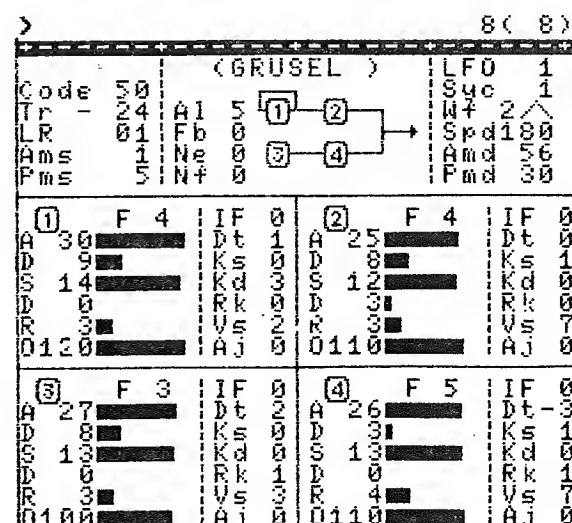 > 8( 8)
(GRUSEL ) LFO 1
Code 50 Syc 1
Tr - 24 Al 5 1 2 Wf 2
LR 01 Fb 0 Spd180
Ams 1 Ne 0 3 4 Amd 56
Pms 5 Nf 0 Pmd 30
1 F 4 IF 0
A 30 Dt 1
D 9 Ks 0
S 14 Kd 3
D 0 Rk 0
R 3 Vs 2
O120 Aj 0
2 F 4 IF 0
A 25 Dt 0
D 8 Ks 1
S 12 Kd 0
D 3 Rk 0
R 3 Vs 7
O110 Aj 0
3 F 3 IF 0
A 27 Dt 2
D 8 Ks 0
S 13 Kd 0
D 0 Rk 1
R 3 Vs 3
O100 Aj 0
4 F 5 IF 0
A 26 Dt-3
D 3 Ks 1
S 13 Kd 0
D 0 Rk 1
R 4 Vs 7
O110 Aj 0